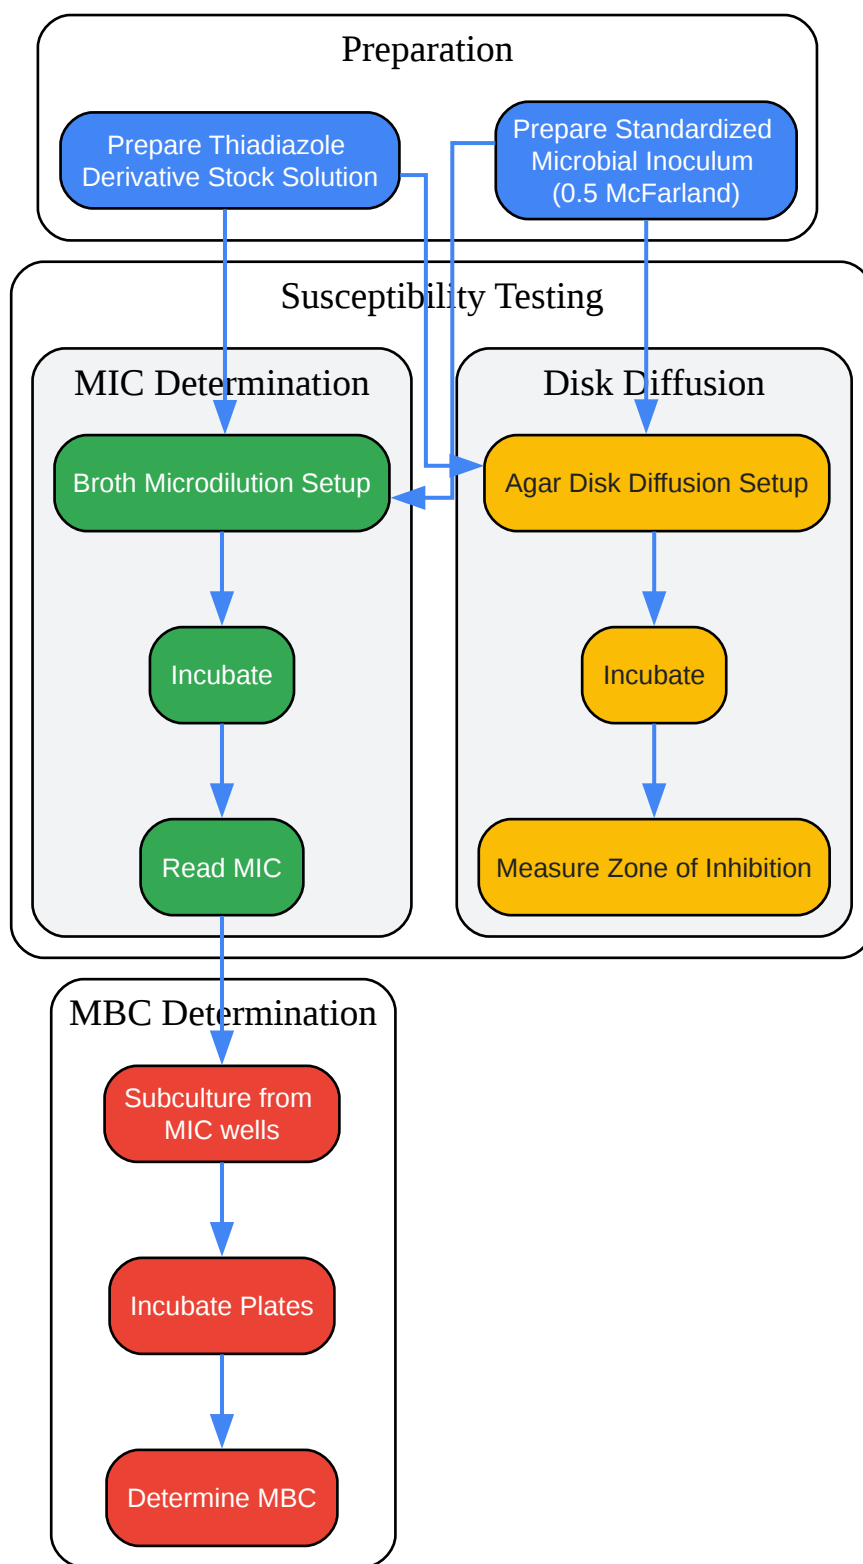 Preparation
Prepare Thiadiazole
Derivative Stock Solution
Prepare Standardized
Microbial Inoculum
(0.5 McFarland)
Susceptibility Testing
MIC Determination
Broth Microdilution Setup
Incubate
Read MIC
Disk Diffusion
Agar Disk Diffusion Setup
Incubate
Measure Zone of Inhibition
MBC Determination
Subculture from
MIC wells
Incubate Plates
Determine MBC